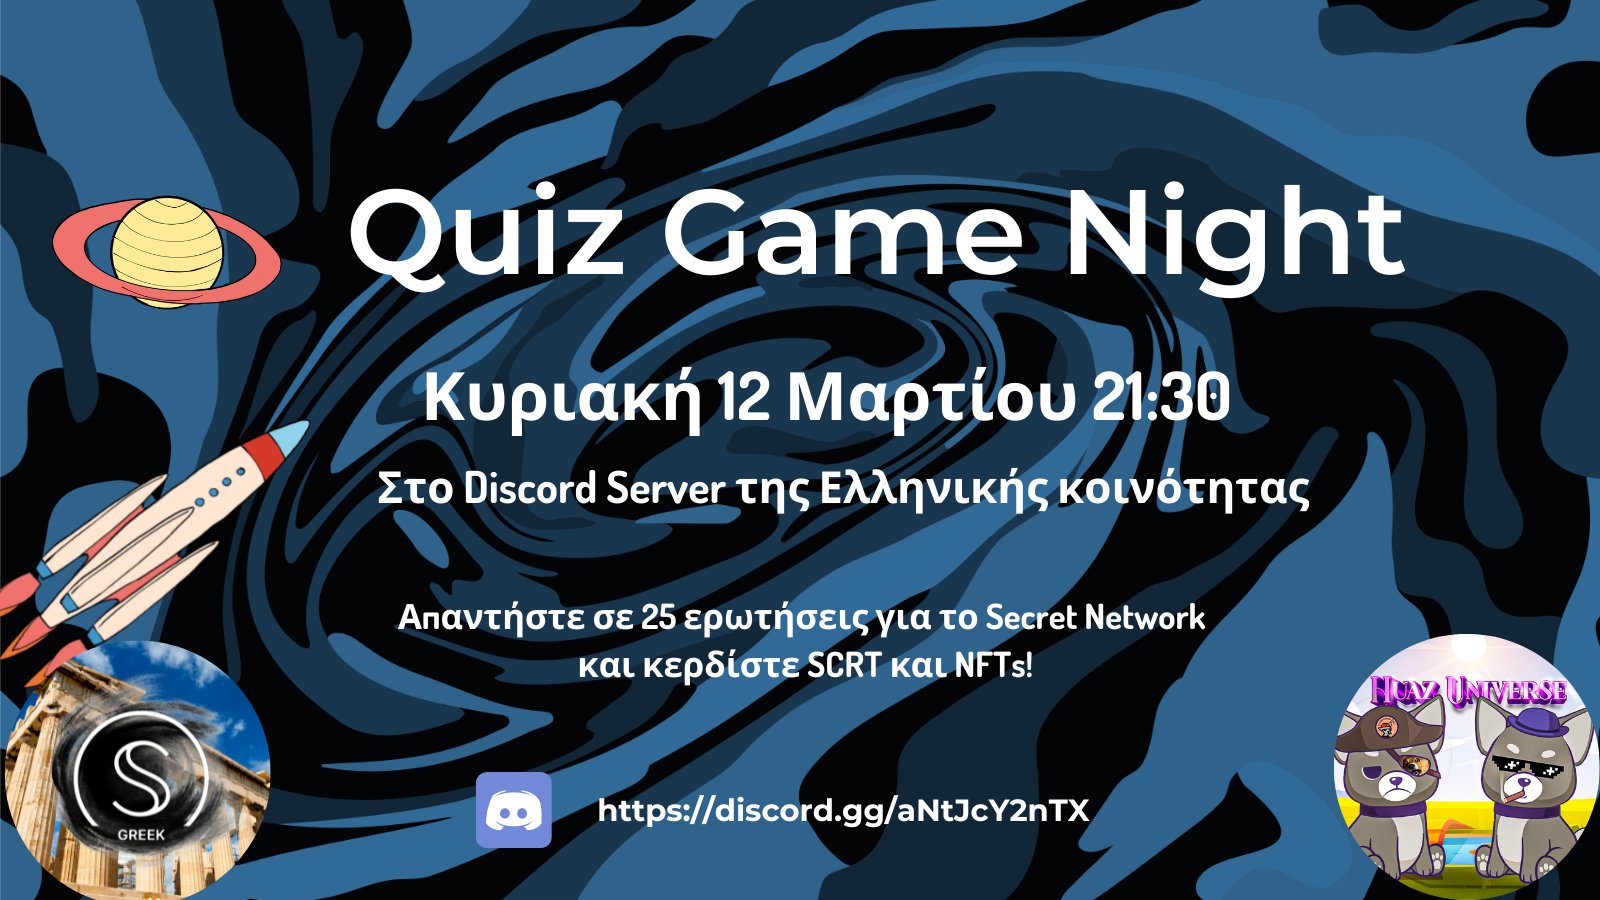 Quiz Game Night
Κυριακή 12 Μαρτίου 21:30
Στο Discord Server της Ελληνικής κοινότητας
Απαντήστε σε 25 ερωτήσεις για το Secret Network
και κερδίστε SCRT και NFTs!
https://discord.gg/aNtJcY2nTX
S
GREEK
HUAZ UNIVERSE